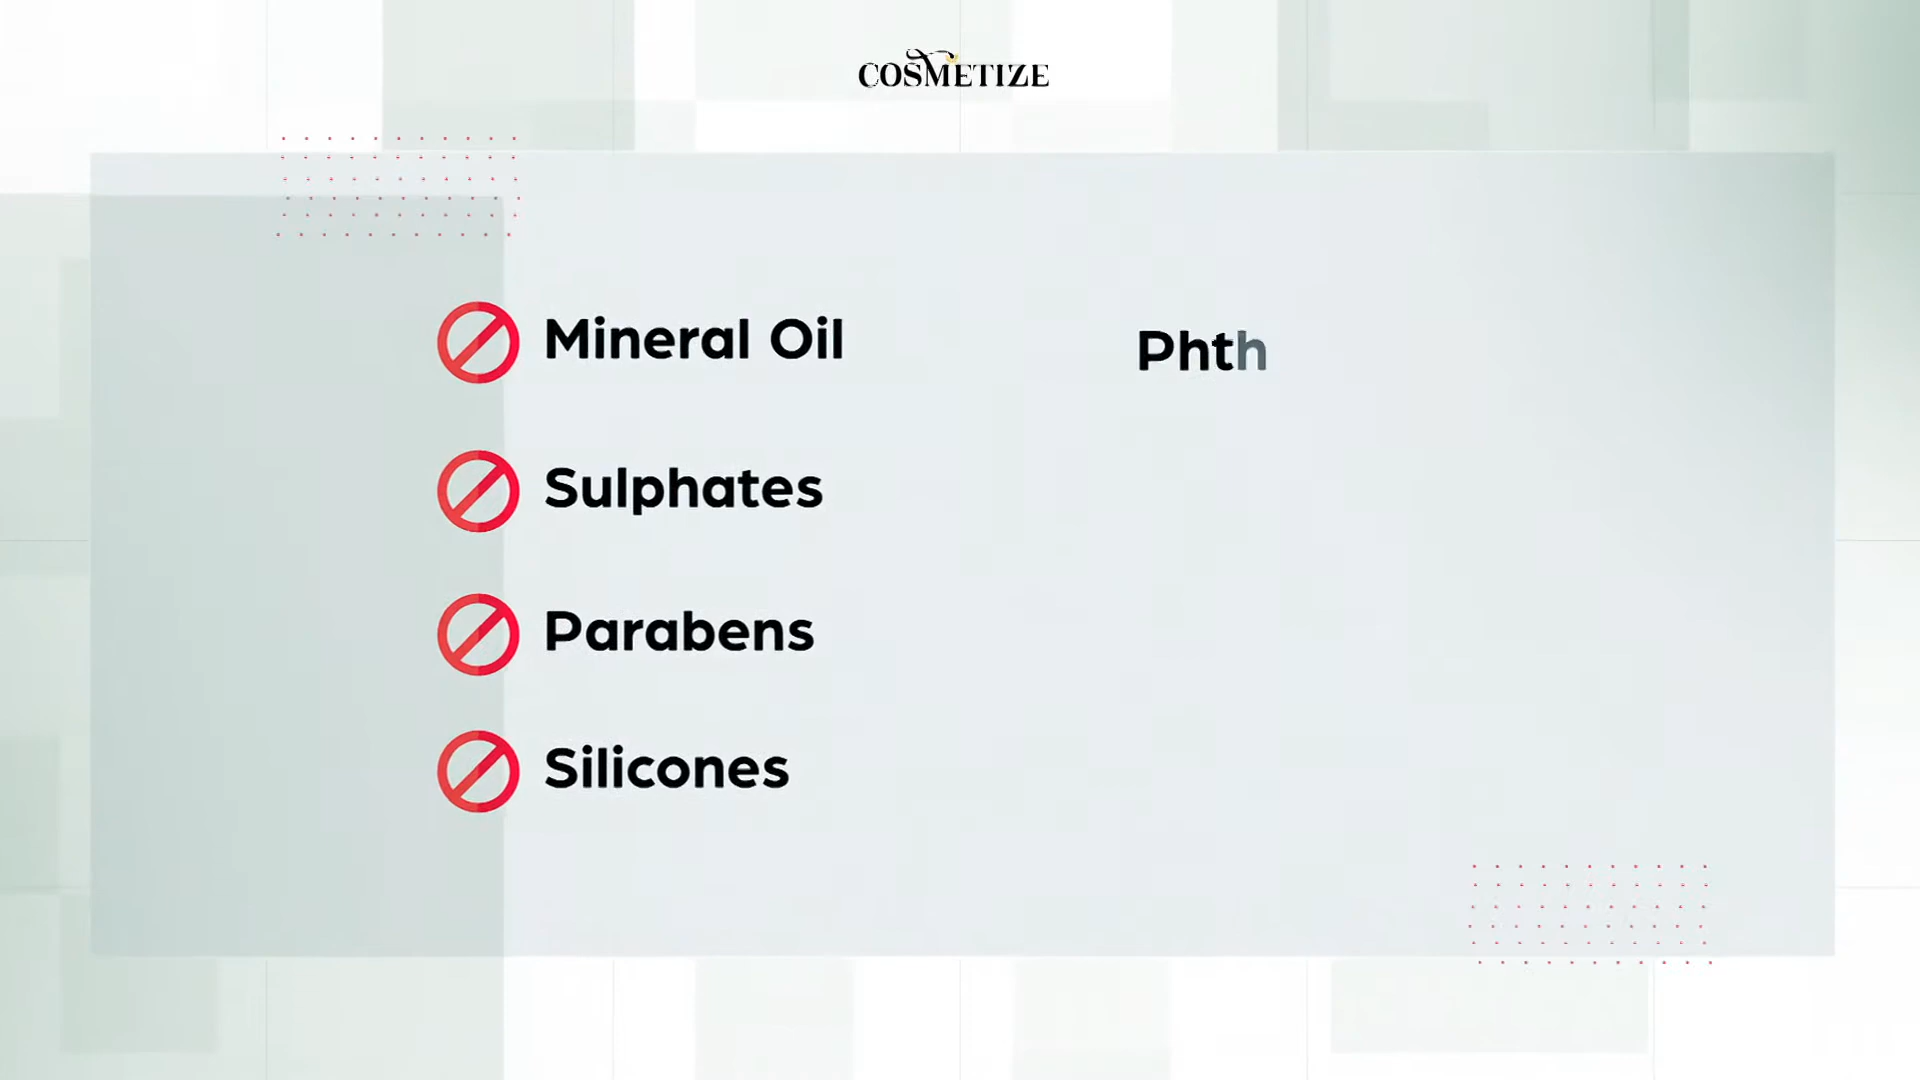 COSMETIZE
Mineral Oil
Phth
Sulphates
Parabens
Silicones